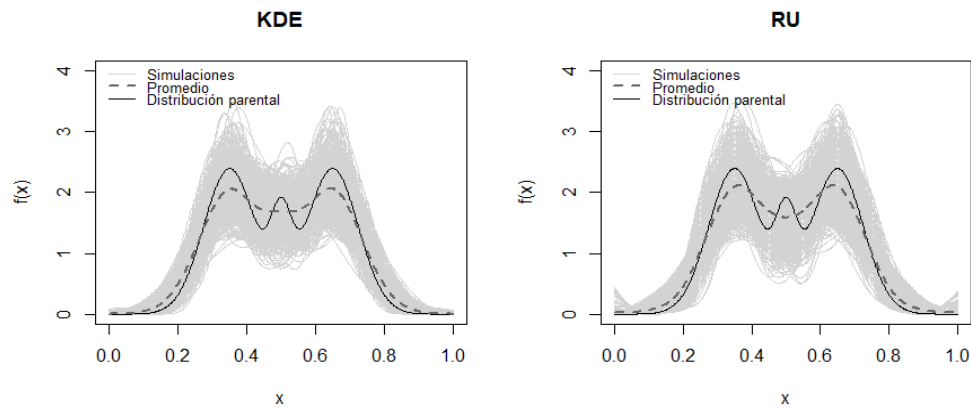 KDE
Simulaciones
Promedio
Distribución parental
f(x)
4
3
2
1
0
0.0 0.2 0.4 0.6 0.8 1.0
x
RU
Simulaciones
Promedio
Distribución parental
f(x)
4
3
2
1
0
0.0 0.2 0.4 0.6 0.8 1.0
x